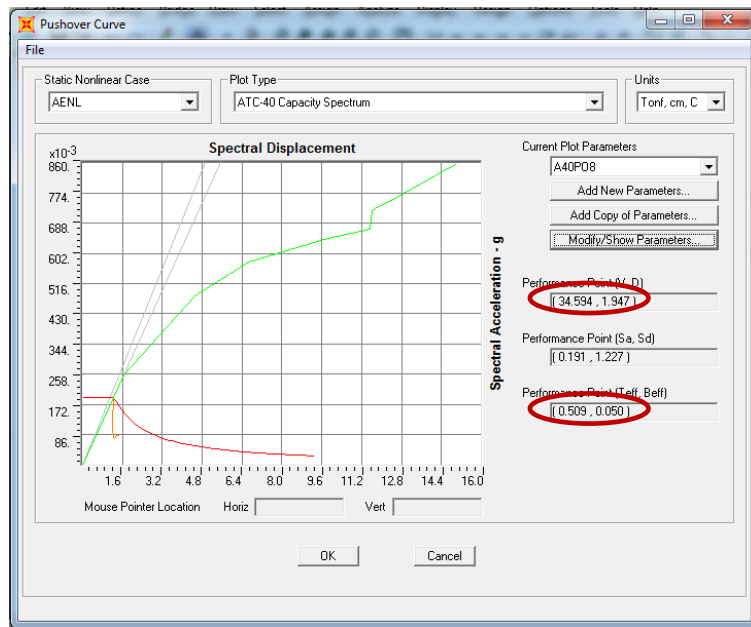 Pushover Curve
File
Static Nonlinear Case
AENL
Plot Type
ATC-40 Capacity Spectrum
Units
Tonf, cm, C
Spectral Displacement
x10-3
860.
774.
688.
602.
516.
430.
344.
258.
172.
86.
1.6 3.2 4.8 6.4 8.0 9.6 11.2 12.8 14.4 16.0
Spectral Acceleration - g
Mouse Pointer Location Horiz Vert
Current Plot Parameters
A40PO8
Add New Parameters...
Add Copy of Parameters...
Modify/Show Parameters...
Performance Point (V, D)
( 34.594 , 1.947 )
Performance Point (Sa, Sd)
( 0.191 , 1.227 )
Performance Point (Teff, Beff)
( 0.509 , 0.050 )
OK Cancel